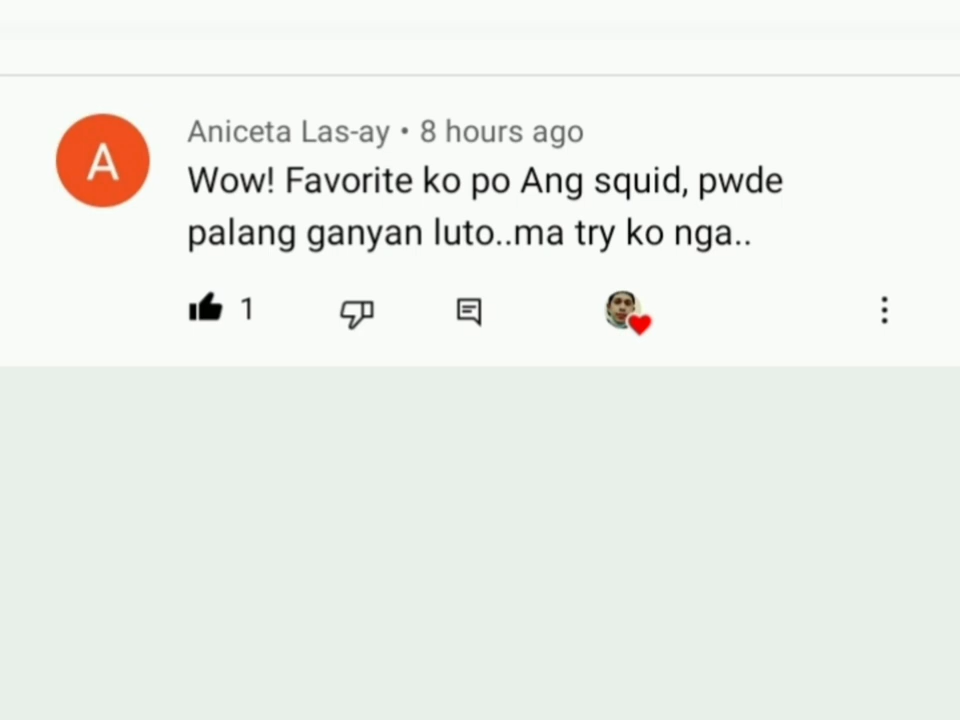 A
Aniceta Las-ay • 8 hours ago
Wow! Favorite ko po Ang squid, pwde
palang ganyan luto..ma try ko nga..
1